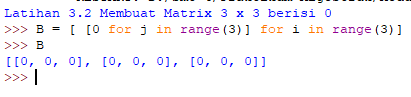 Latihan 3.2 Membuat Matrix 3 x 3 berisi 0
>>> B = [ [0 for j in range(3)] for i in range(3)]
>>> B
[[0, 0, 0], [0, 0, 0], [0, 0, 0]]
>>>